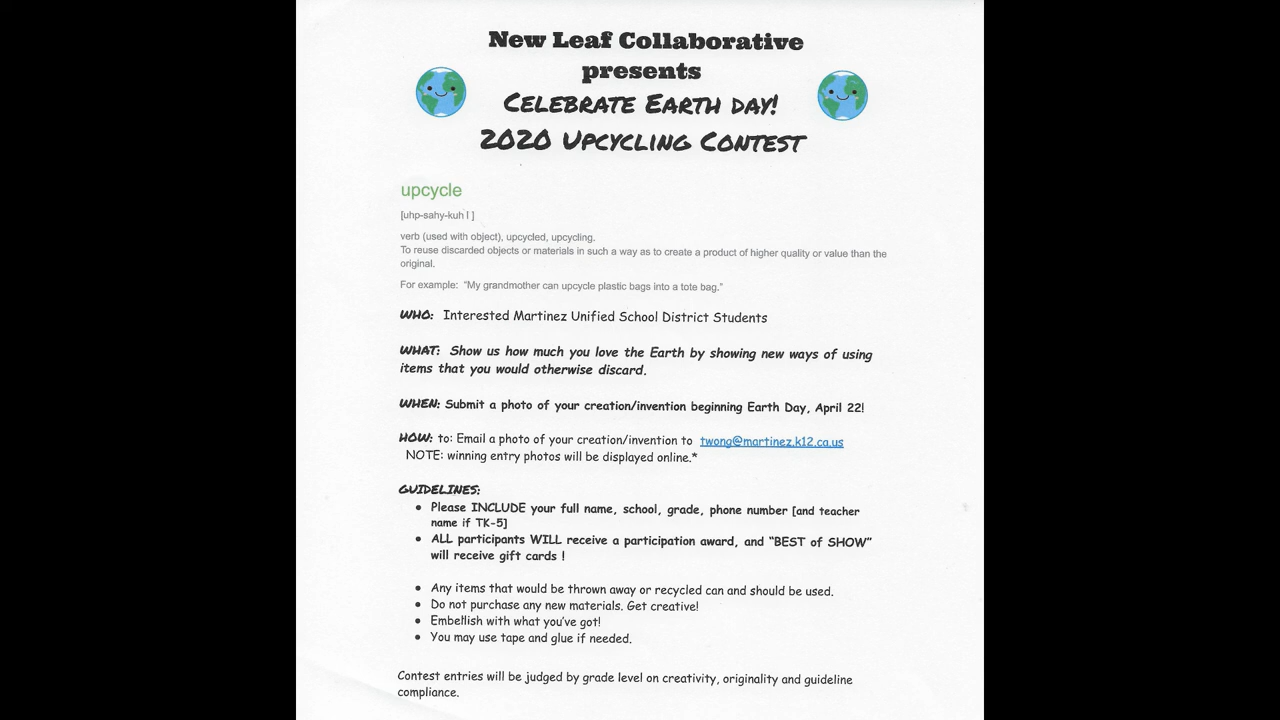 New Leaf Collaborative
presents
CELEBRATE EARTH DAY!
2020 UPCYCLING CONTEST
upcycle
[uhp-sahy-kuh l ]
verb (used with object), upcycled, upcycling.
To reuse discarded objects or materials in such a way as to create a product of higher quality or value than the
original.
For example: "My grandmother can upcycle plastic bags into a tote bag."
WHO: Interested Martinez Unified School District Students
WHAT: Show us how much you love the Earth by showing new ways of using
items that you would otherwise discard.
WHEN: Submit a photo of your creation/invention beginning Earth Day, April 22!
HOW: to: Email a photo of your creation/invention to twong@martinez.k12.ca.us
NOTE: winning entry photos will be displayed online.*
GUIDELINES:
• Please INCLUDE your full name, school, grade, phone number [and teacher
name if TK-5]
• ALL participants WILL receive a participation award, and "BEST of SHOW"
will receive gift cards !
• Any items that would be thrown away or recycled can and should be used.
• Do not purchase any new materials. Get creative!
• Embellish with what you've got!
• You may use tape and glue if needed.
Contest entries will be judged by grade level on creativity, originality and guideline
compliance.